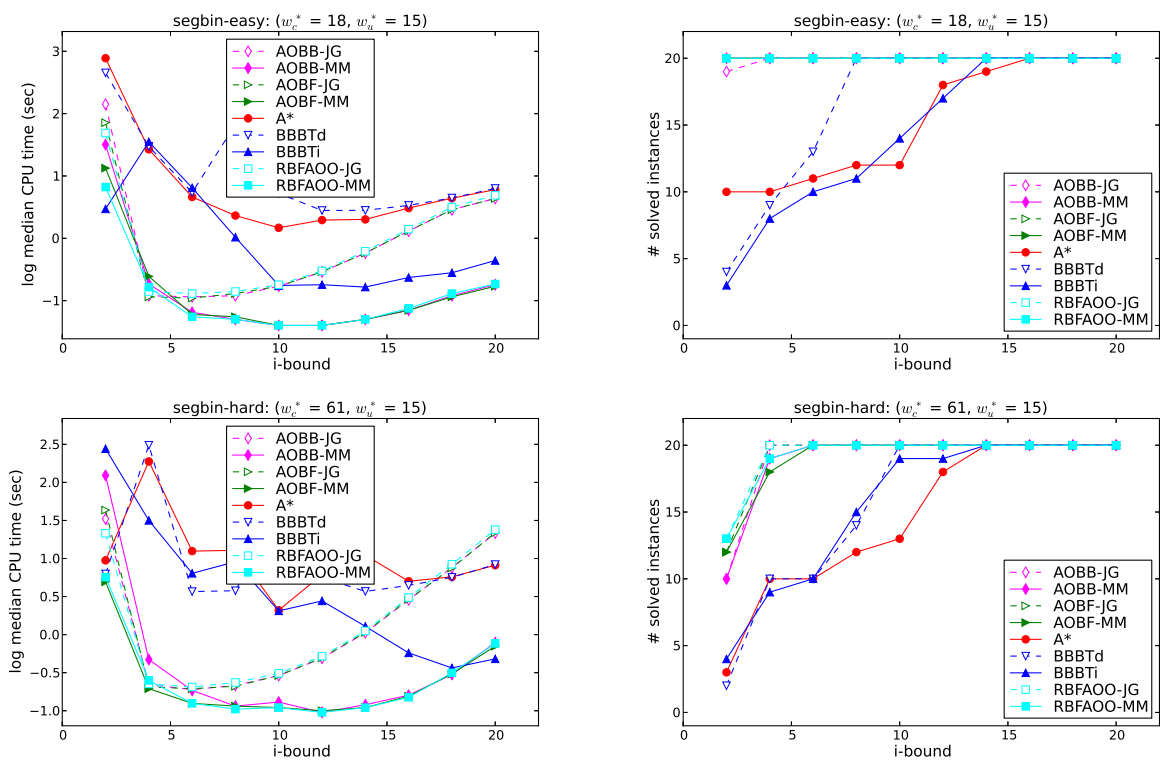 segbin-easy: (w_c* = 18, w_u* = 15)
log median CPU time (sec)
3
2
1
0
−1
0
5
10
15
20
i-bound
AOBB-JG
AOBB-MM
AOBF-JG
AOBF-MM
A*
BBBTd
BBBTi
RBFAOO-JG
RBFAOO-MM
segbin-easy: (w_c* = 18, w_u* = 15)
# solved instances
20
15
10
5
0
0
5
10
15
20
i-bound
AOBB-JG
AOBB-MM
AOBF-JG
AOBF-MM
A*
BBBTd
BBBTi
RBFAOO-JG
RBFAOO-MM
segbin-hard: (w_c* = 61, w_u* = 15)
log median CPU time (sec)
2.5
2.0
1.5
1.0
0.5
0.0
−0.5
−1.0
0
5
10
15
20
i-bound
AOBB-JG
AOBB-MM
AOBF-JG
AOBF-MM
A*
BBBTd
BBBTi
RBFAOO-JG
RBFAOO-MM
segbin-hard: (w_c* = 61, w_u* = 15)
# solved instances
20
15
10
5
0
0
5
10
15
20
i-bound
AOBB-JG
AOBB-MM
AOBF-JG
AOBF-MM
A*
BBBTd
BBBTi
RBFAOO-JG
RBFAOO-MM